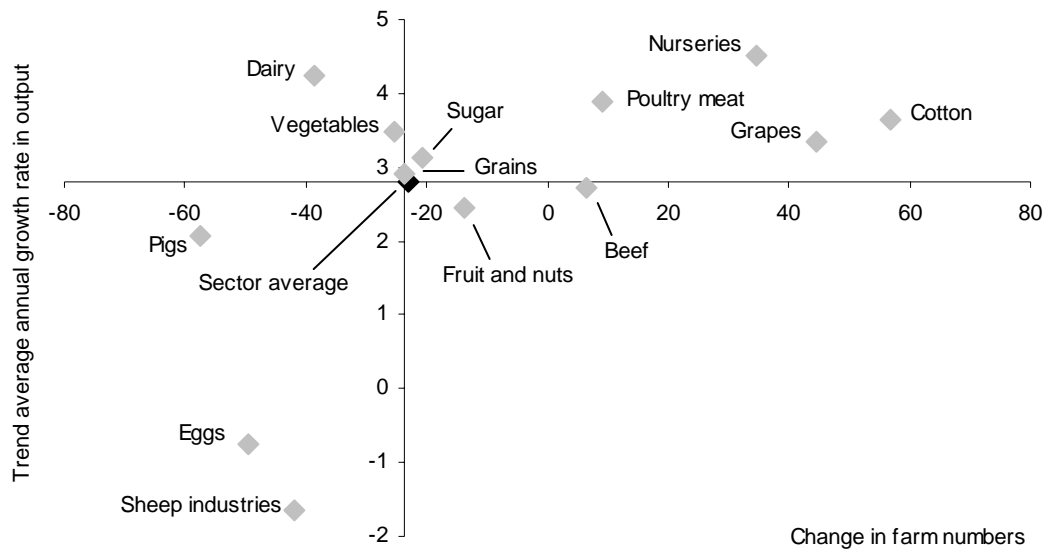 Trend average annual growth rate in output
5
4
3
2
1
0
-1
-2
-80
-60
-40
-20
0
20
40
60
80
Nurseries
Dairy
Poultry meat
Sugar
Cotton
Vegetables
Grapes
Grains
Pigs
Beef
Sector average
Fruit and nuts
Eggs
Sheep industries
Change in farm numbers